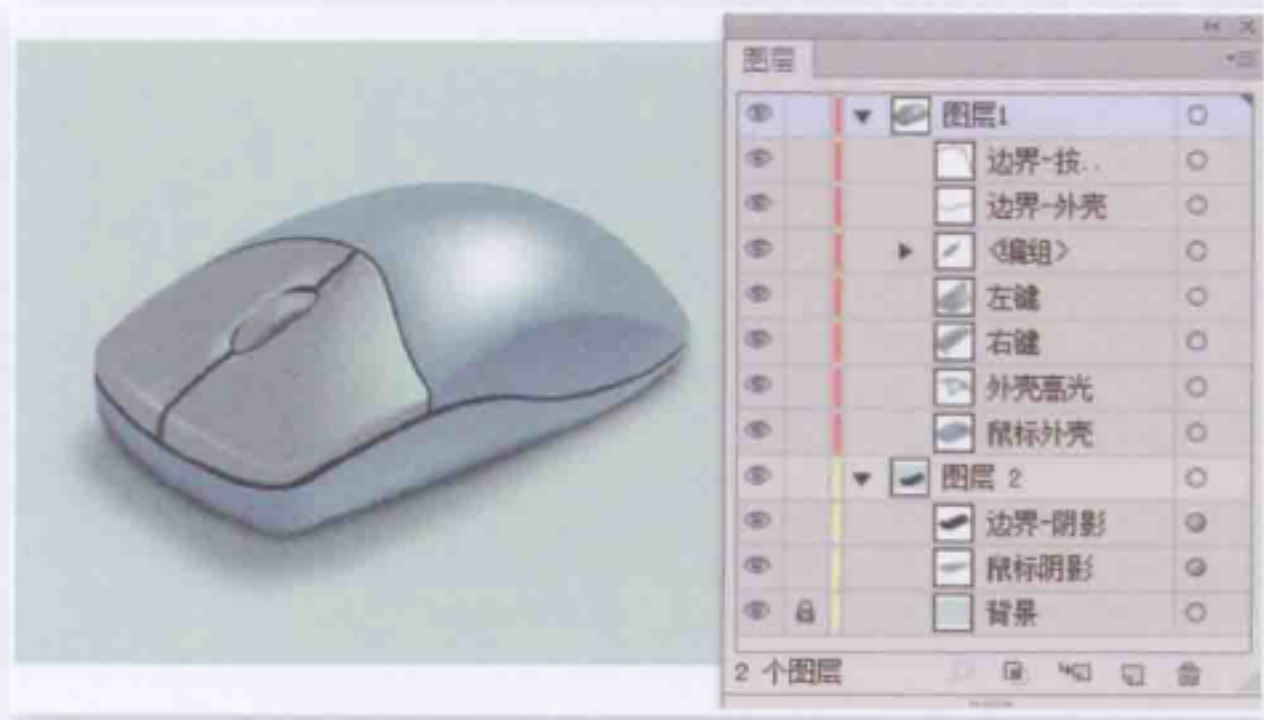 图层
图层1
边界-按..
边界-外壳
<编组>
左键
右键
外壳高光
鼠标外壳
图层 2
边界-阴影
鼠标阴影
背景
2 个图层